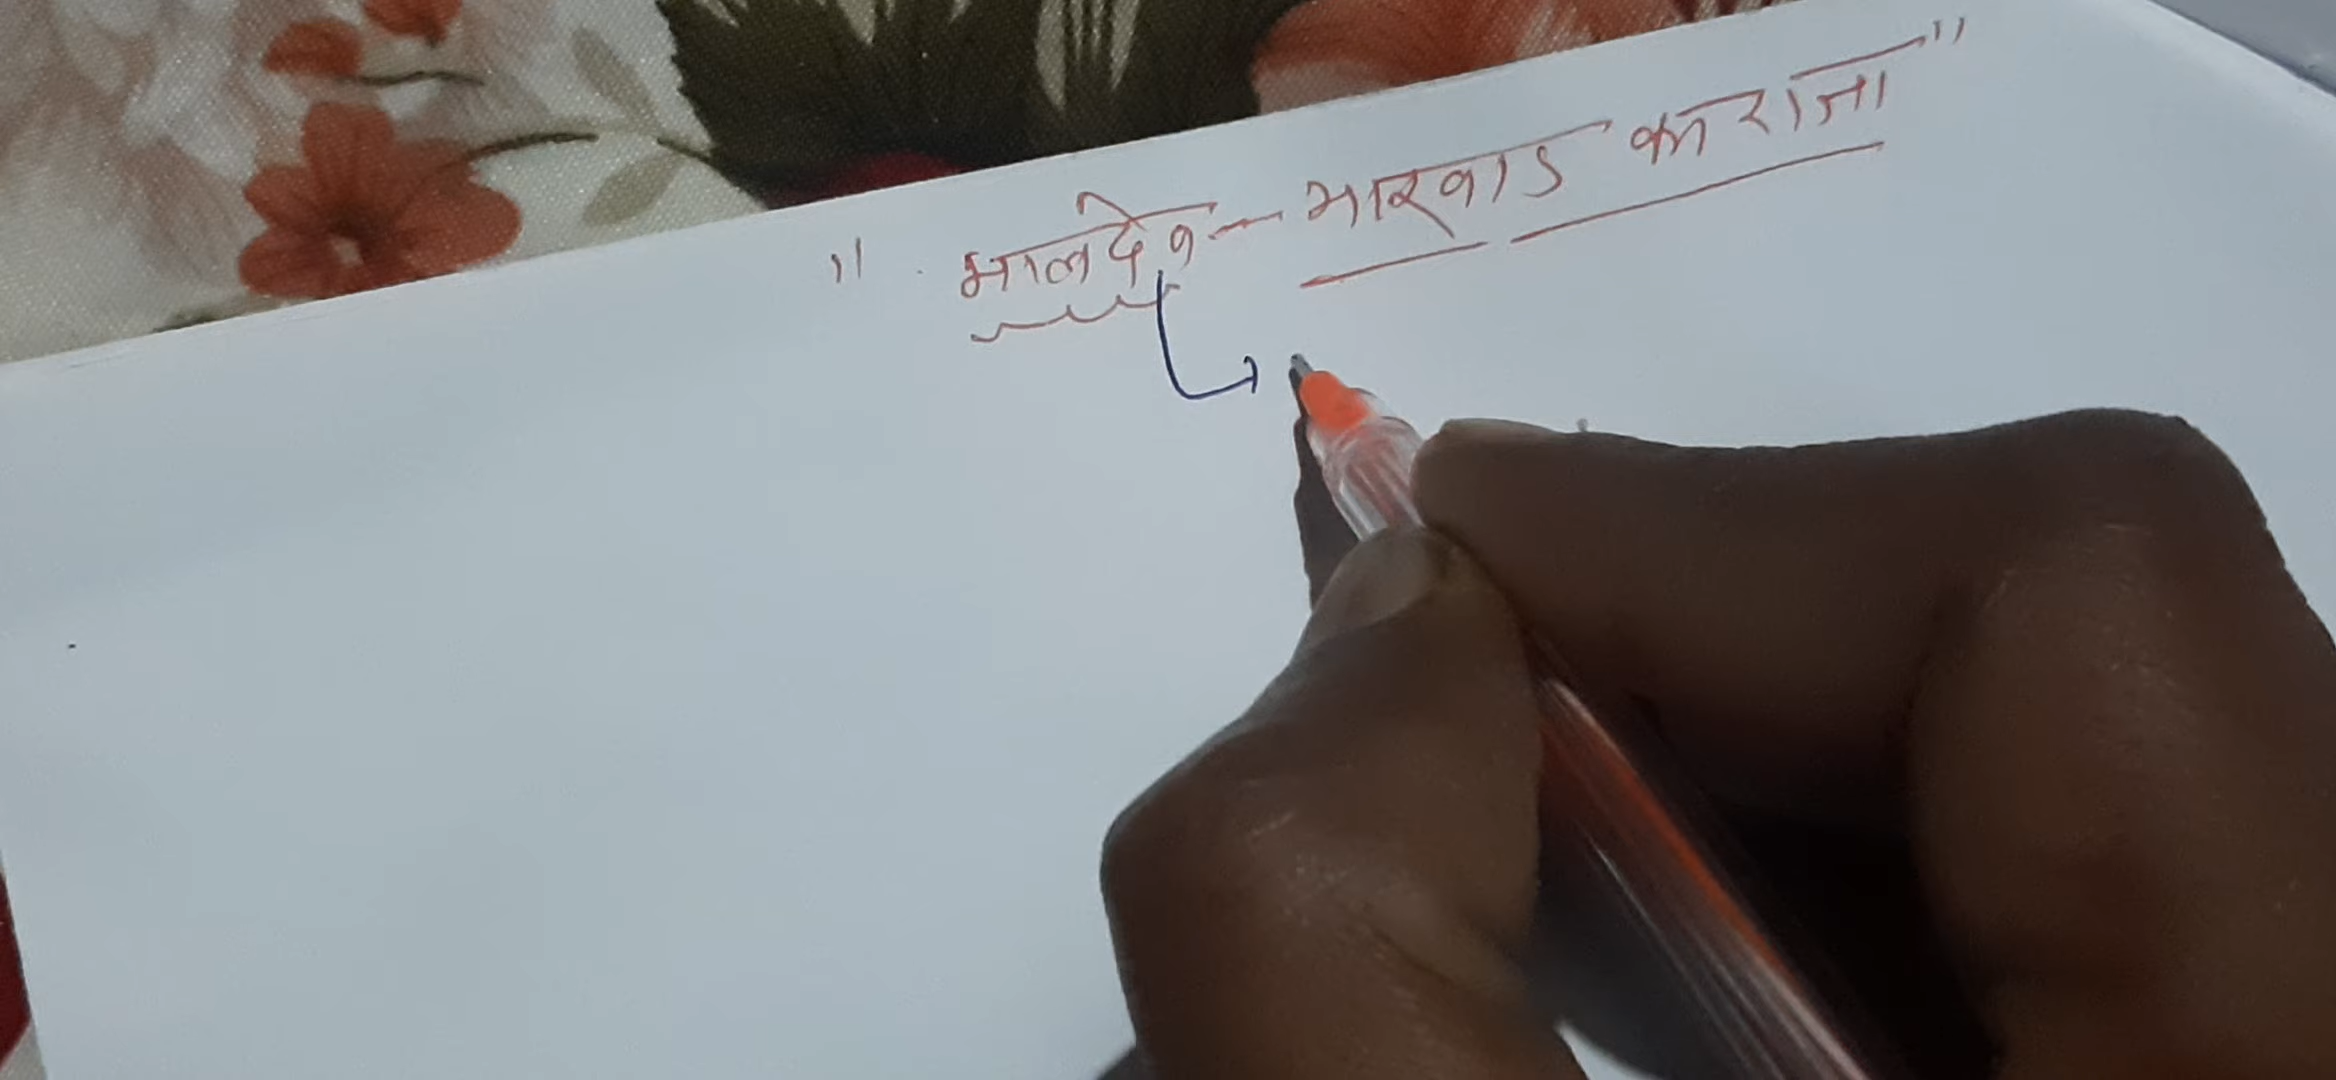 " मालदेव - मारवाड का राजा "